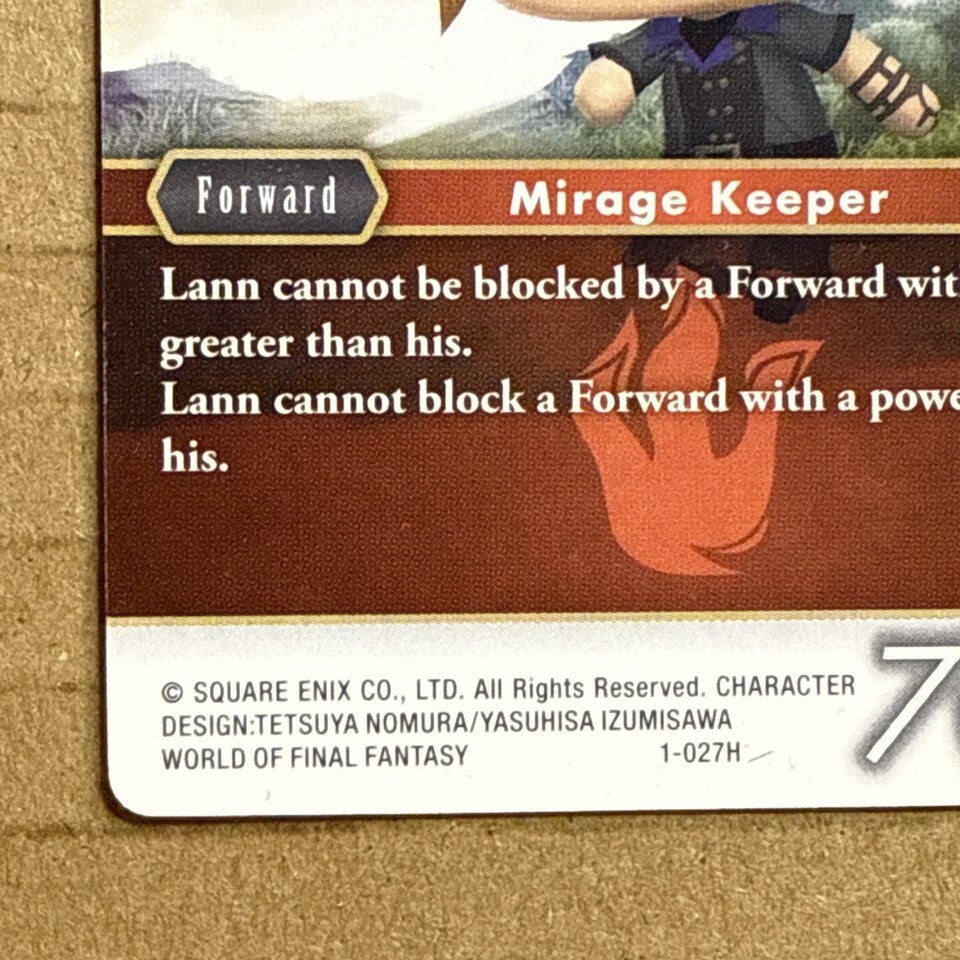 Forward
Mirage Keeper
Lann cannot be blocked by a Forward wit
greater than his.
Lann cannot block a Forward with a powe
his.
© SQUARE ENIX CO., LTD. All Rights Reserved. CHARACTER
DESIGN:TETSUYA NOMURA/YASUHISA IZUMISAWA
WORLD OF FINAL FANTASY 1-027H
7